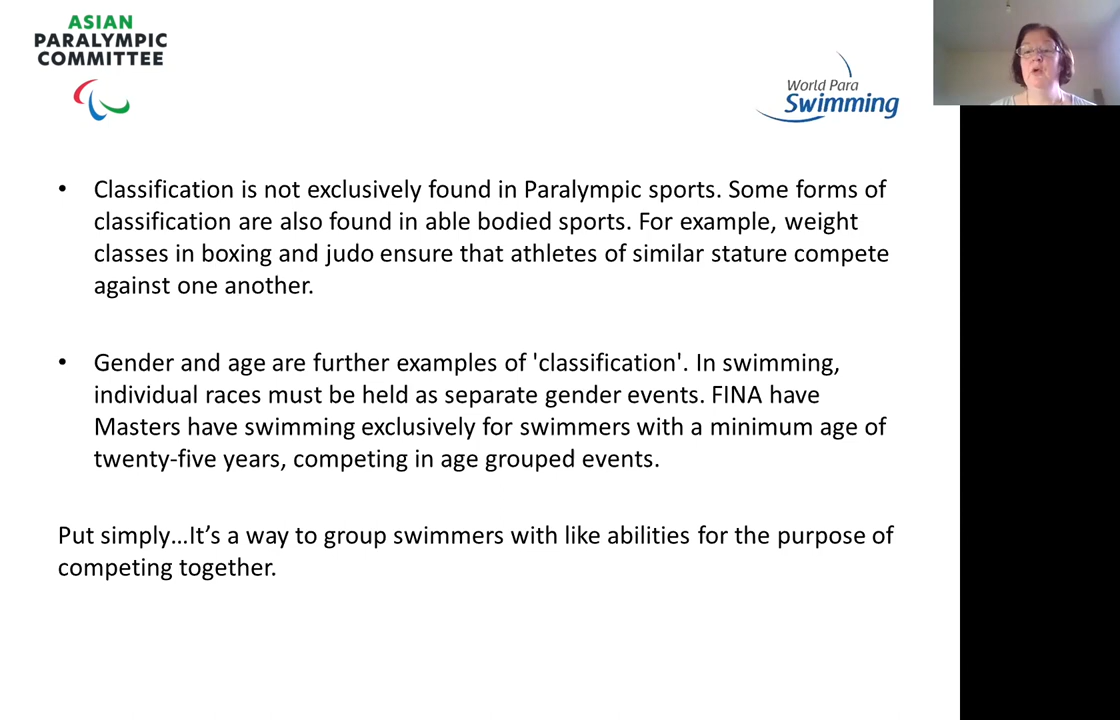 ASIAN
PARALYMPIC
COMMITTEE
World Para
Swimming
• Classification is not exclusively found in Paralympic sports. Some forms of
classification are also found in able bodied sports. For example, weight
classes in boxing and judo ensure that athletes of similar stature compete
against one another.
• Gender and age are further examples of 'classification'. In swimming,
individual races must be held as separate gender events. FINA have
Masters have swimming exclusively for swimmers with a minimum age of
twenty-five years, competing in age grouped events.
Put simply…It’s a way to group swimmers with like abilities for the purpose of
competing together.